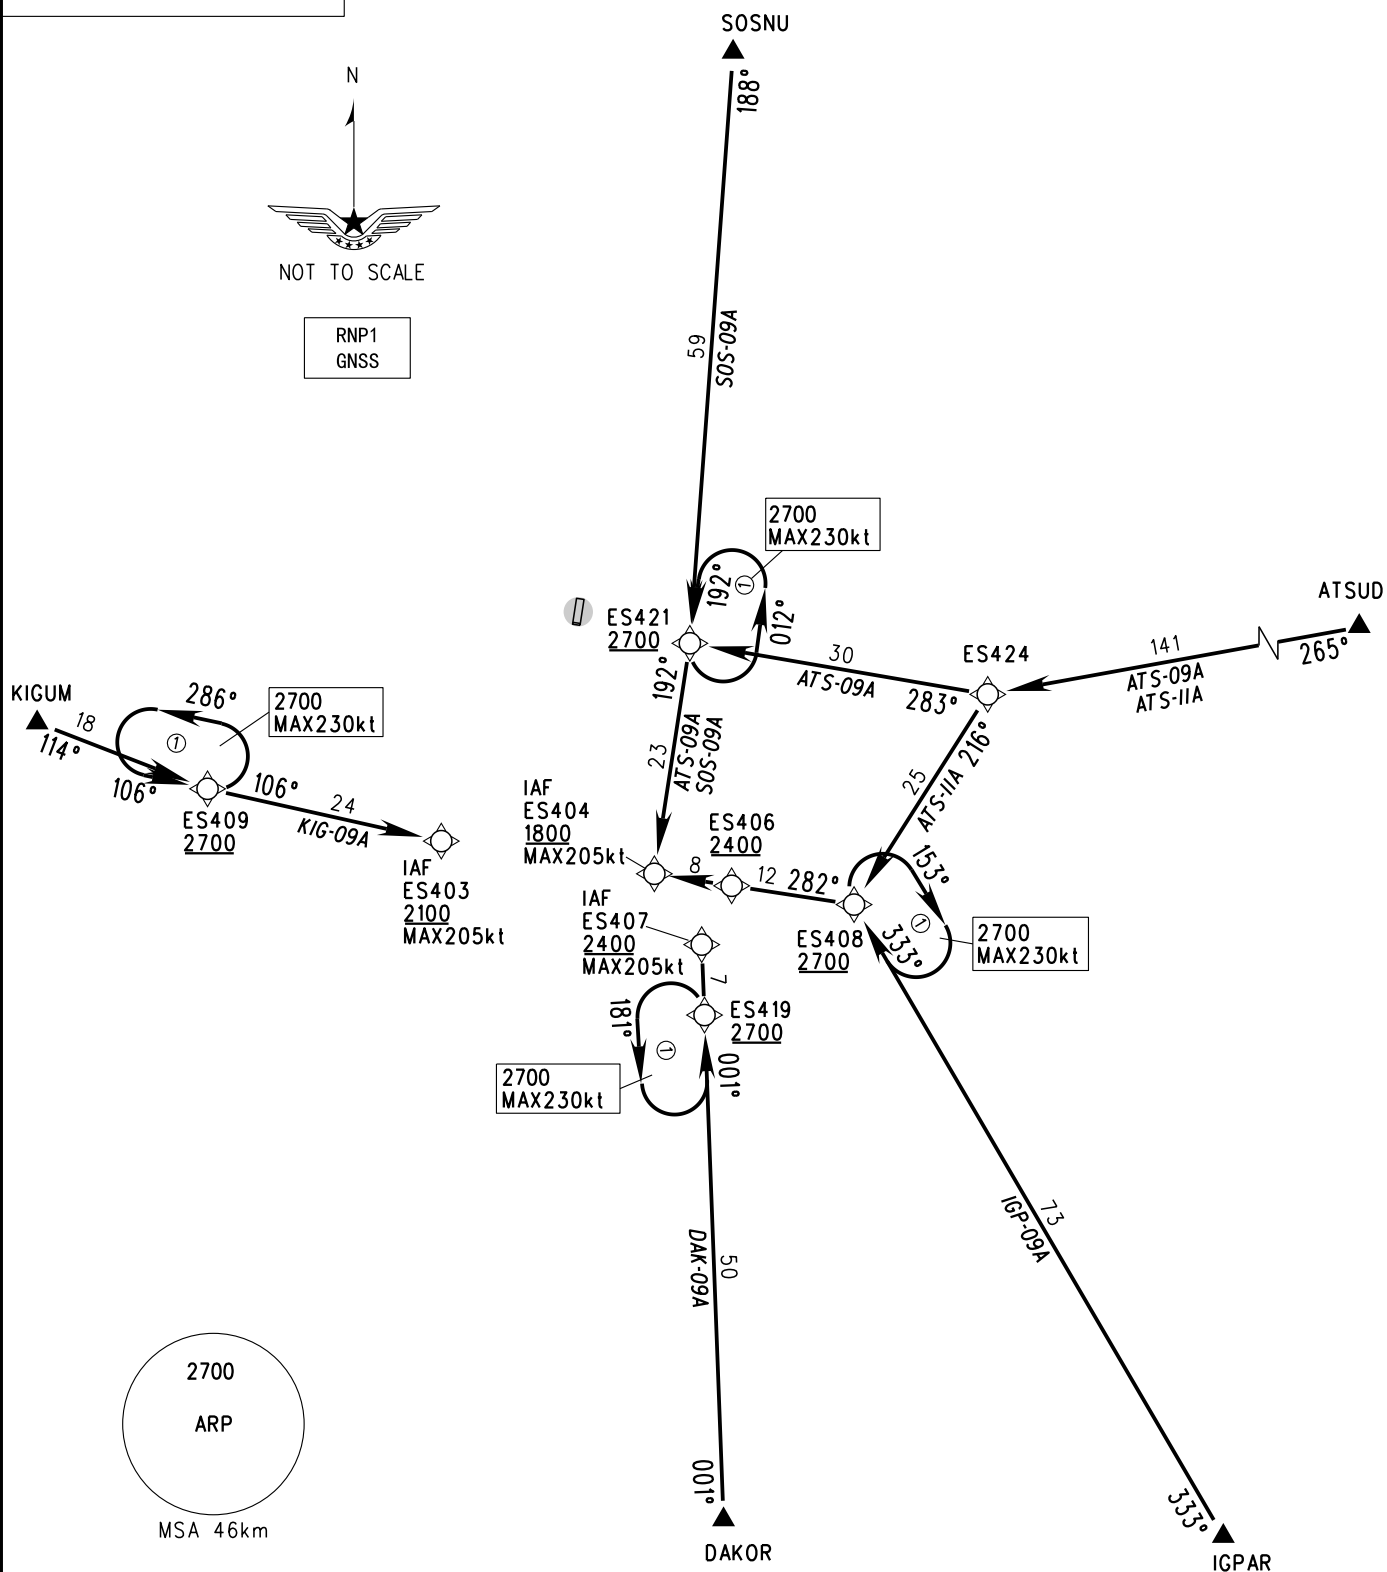 SOSNU
N
188°
NOT TO SCALE
RNP1
GNSS
59
SOS-09A
2700
MAX230kt
192°
①
012°
ES421
2700
ATSUD
265°
141
ATS-09A
ATS-11A
ES424
30
ATS-09A
283°
192°
23
ATS-09A
SOS-09A
216°
25
ATS-11A
KIGUM
18
114°
286°
①
2700
MAX230kt
106°
106°
ES409
2700
24
KIG-09A
IAF
ES403
2100
MAX205kt
IAF
ES404
1800
MAX205kt
ES406
2400
8
12
282°
153°
①
333°
ES408
2700
2700
MAX230kt
IAF
ES407
2400
MAX205kt
7
ES419
2700
181°
①
001°
2700
MAX230kt
73
IGP-09A
50
DAK-09A
2700
ARP
MSA 46km
001°
DAKOR
333°
IGPAR